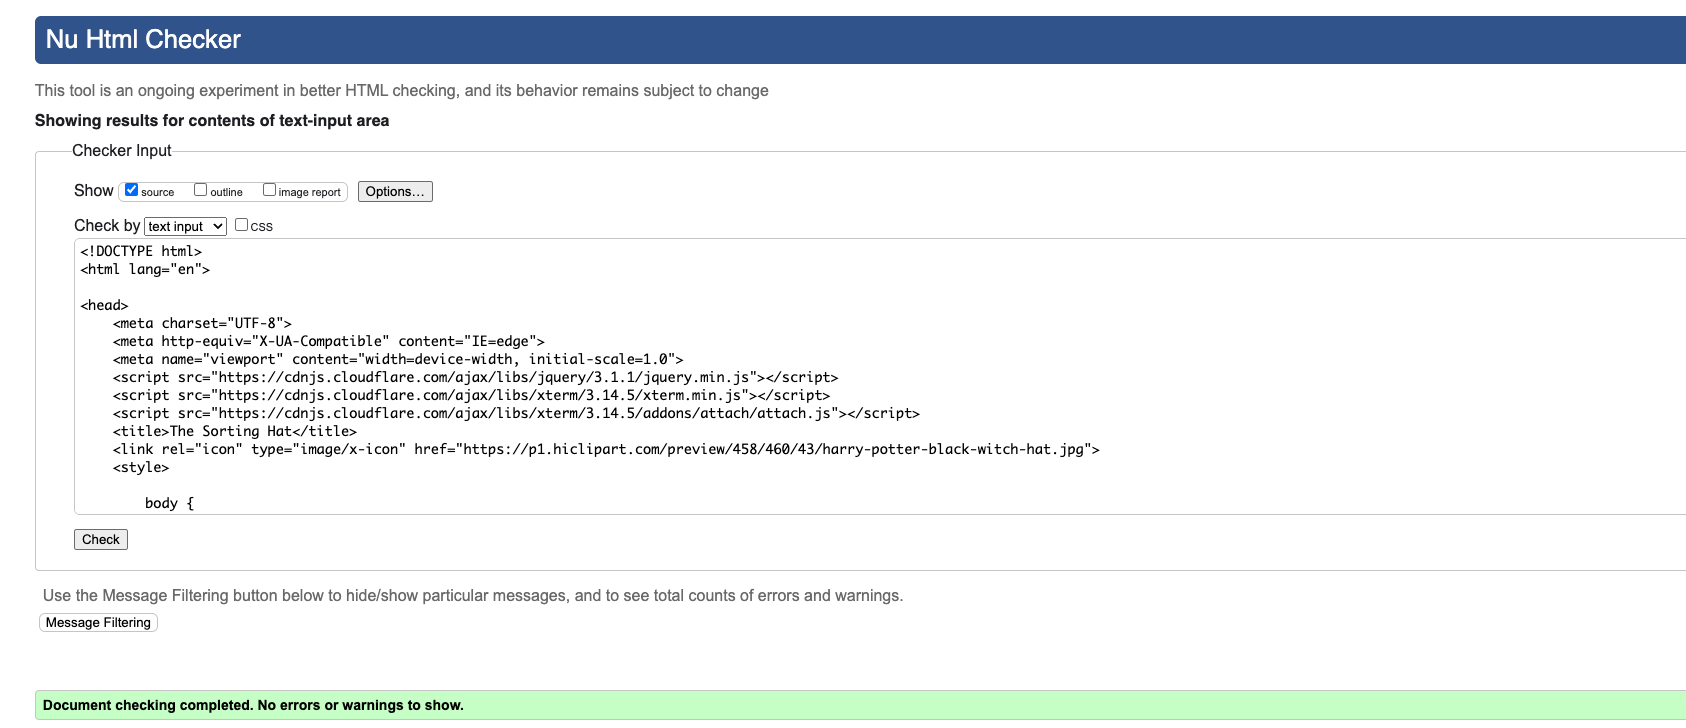 Nu Html Checker
This tool is an ongoing experiment in better HTML checking, and its behavior remains subject to change
Showing results for contents of text-input area
Checker Input
Show source outline image report Options...
Check by text input CSS
<!DOCTYPE html>
<html lang="en">
<head>
    <meta charset="UTF-8">
    <meta http-equiv="X-UA-Compatible" content="IE=edge">
    <meta name="viewport" content="width=device-width, initial-scale=1.0">
    <script src="https://cdnjs.cloudflare.com/ajax/libs/jquery/3.1.1/jquery.min.js"></script>
    <script src="https://cdnjs.cloudflare.com/ajax/libs/xterm/3.14.5/xterm.min.js"></script>
    <script src="https://cdnjs.cloudflare.com/ajax/libs/xterm/3.14.5/addons/attach/attach.js"></script>
    <title>The Sorting Hat</title>
    <link rel="icon" type="image/x-icon" href="https://p1.hiclipart.com/preview/458/460/43/harry-potter-black-witch-hat.jpg">
    <style>
        body {
Check
Use the Message Filtering button below to hide/show particular messages, and to see total counts of errors and warnings.
Message Filtering
Document checking completed. No errors or warnings to show.